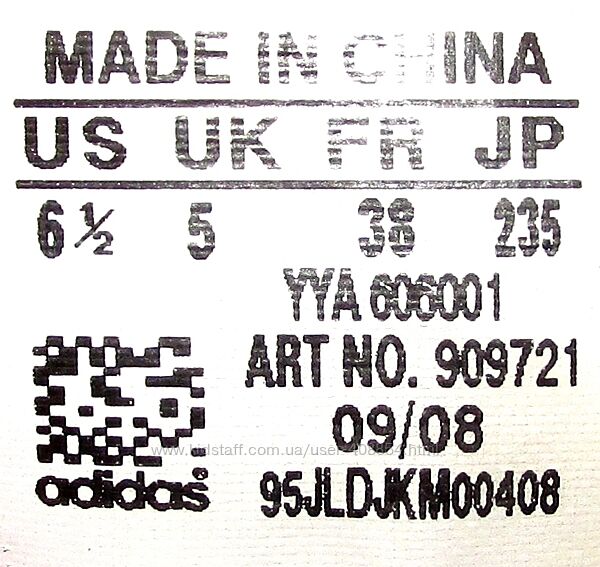 MADE IN CHINA
US UK FR JP
6 ½ 5 38 235
YYA 606001
ART NO. 909721
09/08
adidas®
95JLDJKM00408